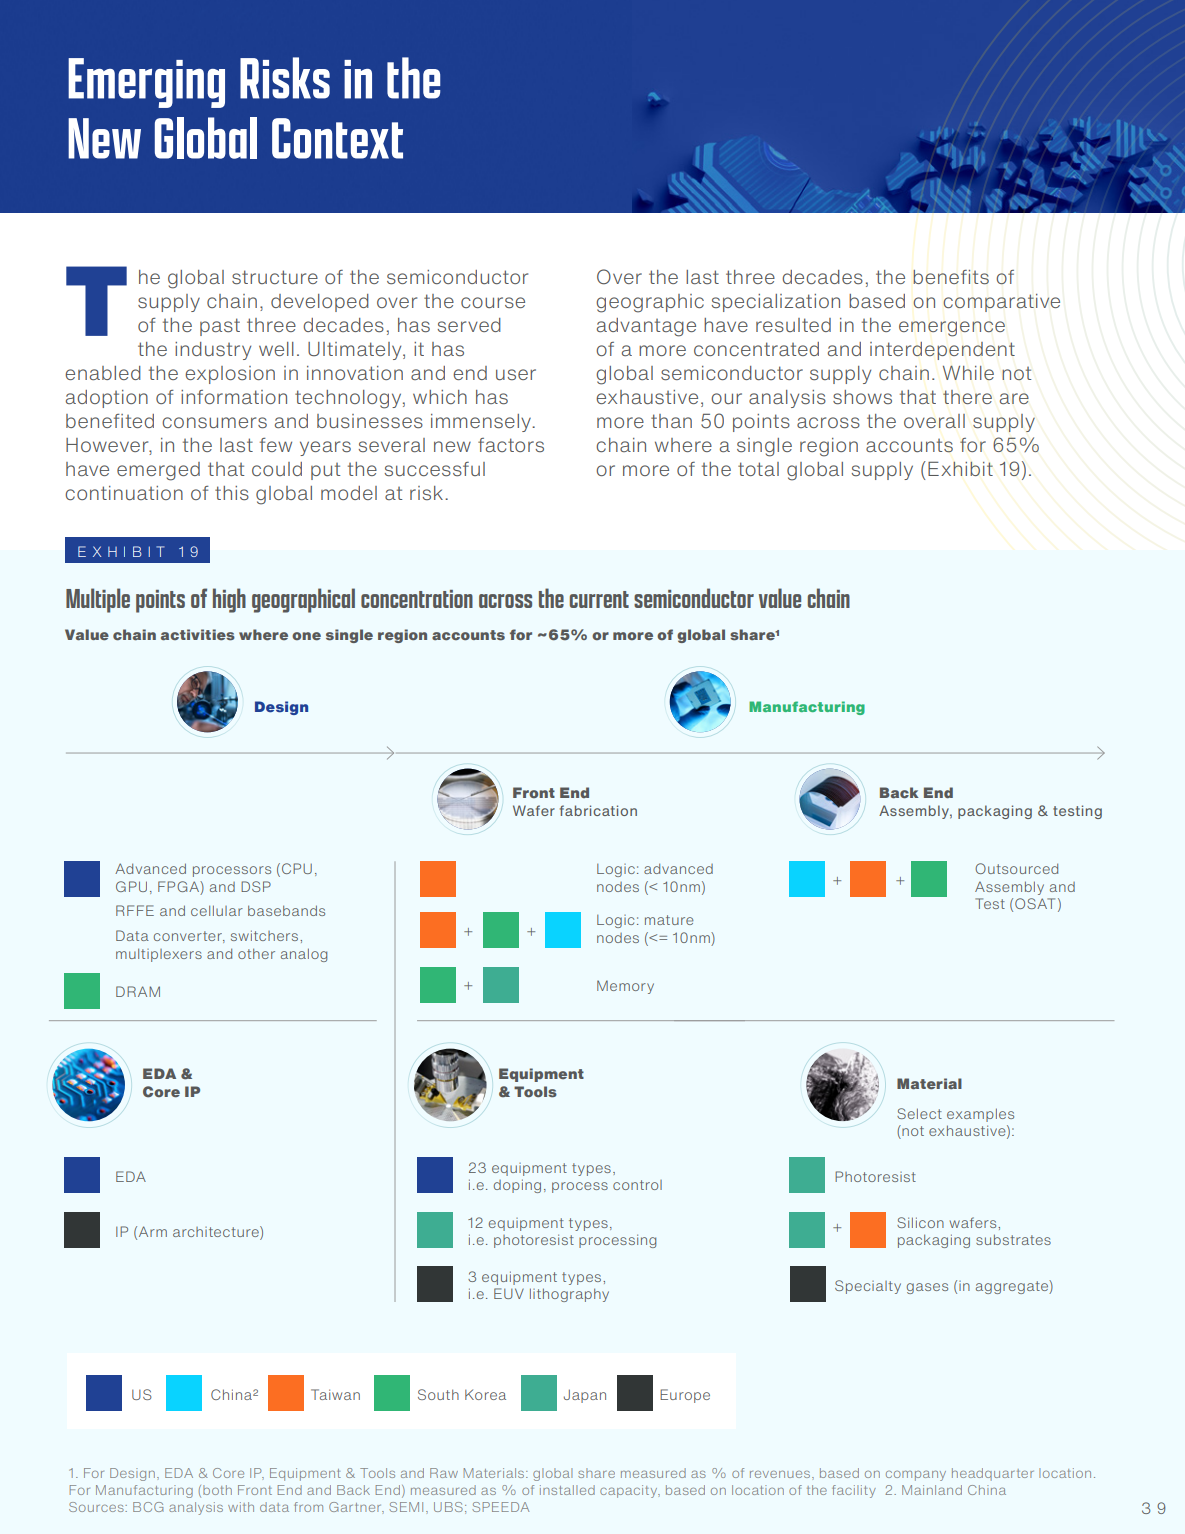 Emerging Risks in the
New Global Context
The global structure of the semiconductor
supply chain, developed over the course
of the past three decades, has served
the industry well. Ultimately, it has
enabled the explosion in innovation and end user
adoption of information technology, which has
benefited consumers and businesses immensely.
However, in the last few years several new factors
have emerged that could put the successful
continuation of this global model at risk.
Over the last three decades, the benefits of
geographic specialization based on comparative
advantage have resulted in the emergence
of a more concentrated and interdependent
global semiconductor supply chain. While not
exhaustive, our analysis shows that there are
more than 50 points across the overall supply
chain where a single region accounts for 65%
or more of the total global supply (Exhibit 19).
EXHIBIT 19
Multiple points of high geographical concentration across the current semiconductor value chain
Value chain activities where one single region accounts for ~65% or more of global share¹
Design
Manufacturing
Front End
Wafer fabrication
Back End
Assembly, packaging & testing
Advanced processors (CPU,
GPU, FPGA) and DSP
RFFE and cellular basebands
Data converter, switchers,
multiplexers and other analog
DRAM
Logic: advanced
nodes (< 10nm)
+ +
Logic: mature
nodes (<= 10nm)
+
Memory
+ +
Outsourced
Assembly and
Test (OSAT)
EDA &
Core IP
EDA
IP (Arm architecture)
Equipment
& Tools
23 equipment types,
i.e. doping, process control
12 equipment types,
i.e. photoresist processing
3 equipment types,
i.e. EUV lithography
Material
Select examples
(not exhaustive):
Photoresist
+
Silicon wafers,
packaging substrates
Specialty gases (in aggregate)
US China² Taiwan South Korea Japan Europe
1. For Design, EDA & Core IP, Equipment & Tools and Raw Materials: global share measured as % of revenues, based on company headquarter location.
For Manufacturing (both Front End and Back End) measured as % of installed capacity, based on location of the facility 2. Mainland China
Sources: BCG analysis with data from Gartner, SEMI, UBS; SPEEDA
39